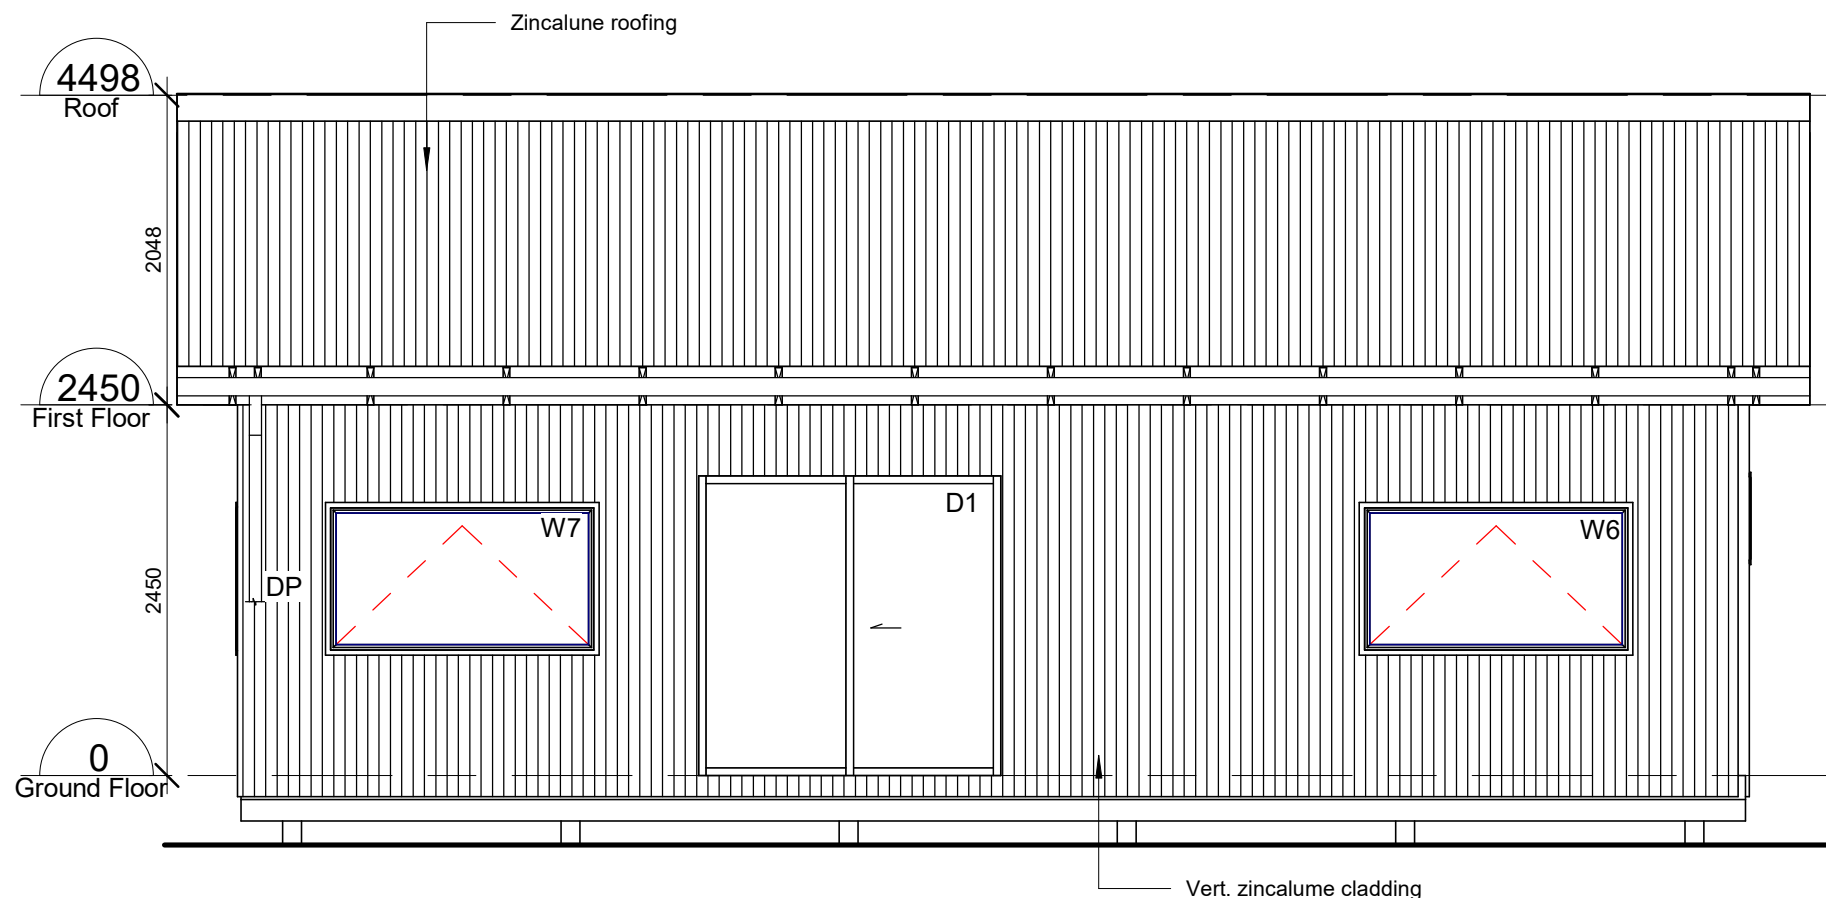 Zincalune roofing
4498
Roof
2048
2450
First Floor
D1
W7
W6
DP
2450
0
Ground Floor
Vert. zincalume cladding